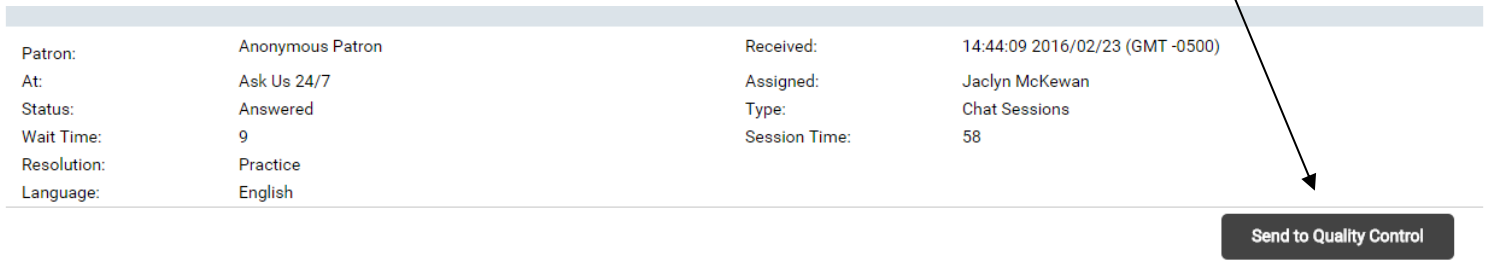 Patron: Anonymous Patron Received: 14:44:09 2016/02/23 (GMT -0500)
At: Ask Us 24/7 Assigned: Jaclyn McKewan
Status: Answered Type: Chat Sessions
Wait Time: 9 Session Time: 58
Resolution: Practice
Language: English
Send to Quality Control